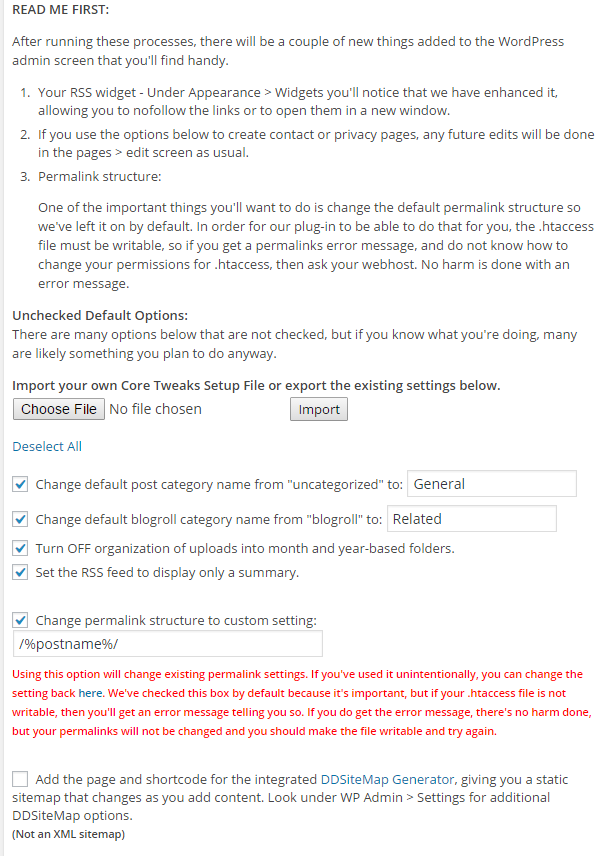 READ ME FIRST:
After running these processes, there will be a couple of new things added to the WordPress
admin screen that you'll find handy.
1. Your RSS widget - Under Appearance > Widgets you'll notice that we have enhanced it,
allowing you to nofollow the links or to open them in a new window.
2. If you use the options below to create contact or privacy pages, any future edits will be done
in the pages > edit screen as usual.
3. Permalink structure:
One of the important things you'll want to do is change the default permalink structure so
we've left it on by default. In order for our plug-in to be able to do that for you, the .htaccess
file must be writable, so if you get a permalinks error message, and do not know how to
change your permissions for .htaccess, then ask your webhost. No harm is done with an
error message.
Unchecked Default Options:
There are many options below that are not checked, but if you know what you're doing, many
are likely something you plan to do anyway.
Import your own Core Tweaks Setup File or export the existing settings below.
Choose File No file chosen Import
Deselect All
Change default post category name from "uncategorized" to: General
Change default blogroll category name from "blogroll" to: Related
Turn OFF organization of uploads into month and year-based folders.
Set the RSS feed to display only a summary.
Change permalink structure to custom setting:
/%postname%/
Using this option will change existing permalink settings. If you've used it unintentionally, you can change the
setting back here. We've checked this box by default because it's important, but if your .htaccess file is not
writable, then you'll get an error message telling you so. If you do get the error message, there's no harm done,
but your permalinks will not be changed and you should make the file writable and try again.
Add the page and shortcode for the integrated DDSiteMap Generator, giving you a static
sitemap that changes as you add content. Look under WP Admin > Settings for additional
DDSiteMap options.
(Not an XML sitemap)